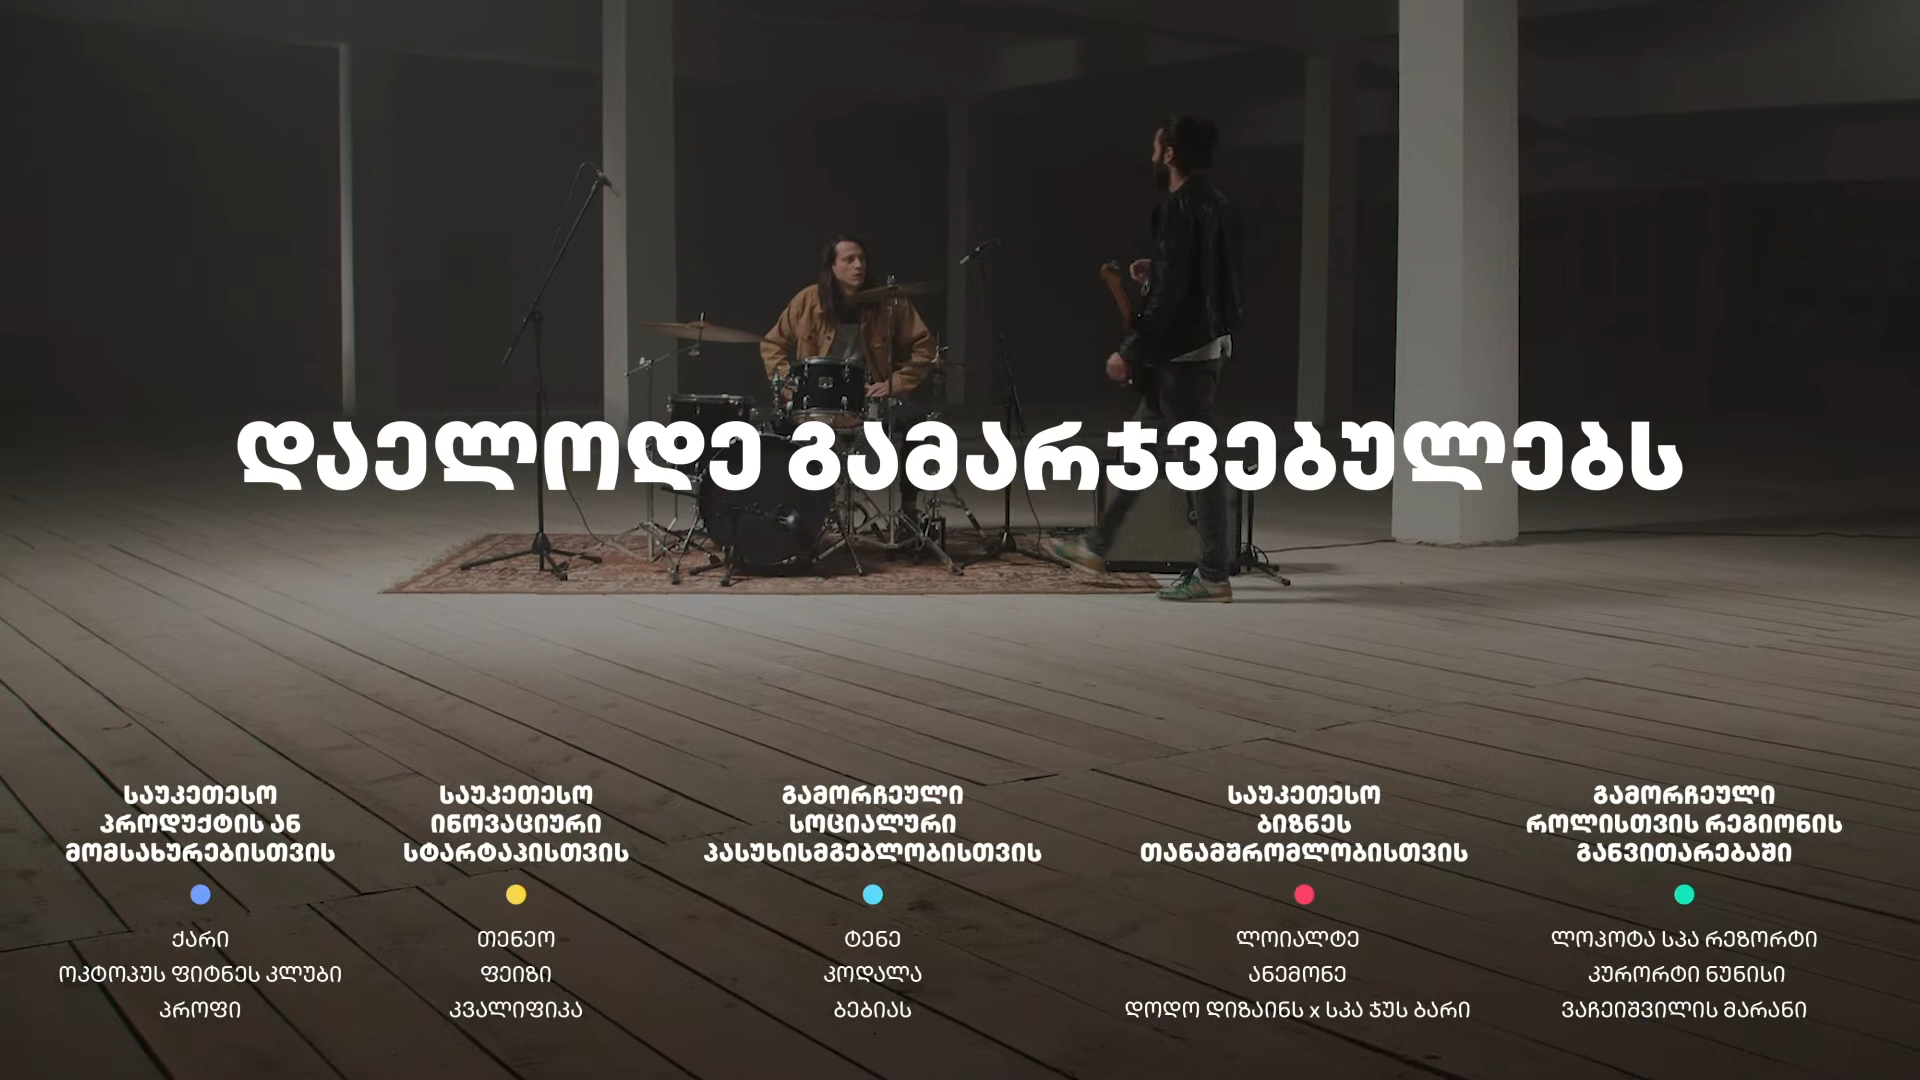 დაელოდე გამარჯვებულებს
საუკეთესო
პროდუქტის ან
მომსახურებისთვის
ქარი
ოკტოპუს ფიტნეს კლუბი
პროფი
საუკეთესო
ინოვაციური
სტარტაპისთვის
თენეო
ფეიზი
კვალიფიკა
გამორჩეული
სოციალური
პასუხისმგებლობისთვის
ტენე
კოდალა
ბებიას
საუკეთესო
ბიზნეს
თანამშრომლობისთვის
ლოიალტე
ანემონე
დოდო დიზაინს x სკა ჯუს ბარი
გამორჩეული
როლისთვის რეგიონის
განვითარებაში
ლოპოტა სპა რეზორტი
კურორტი ნუნისი
ვაჩეიშვილის მარანი